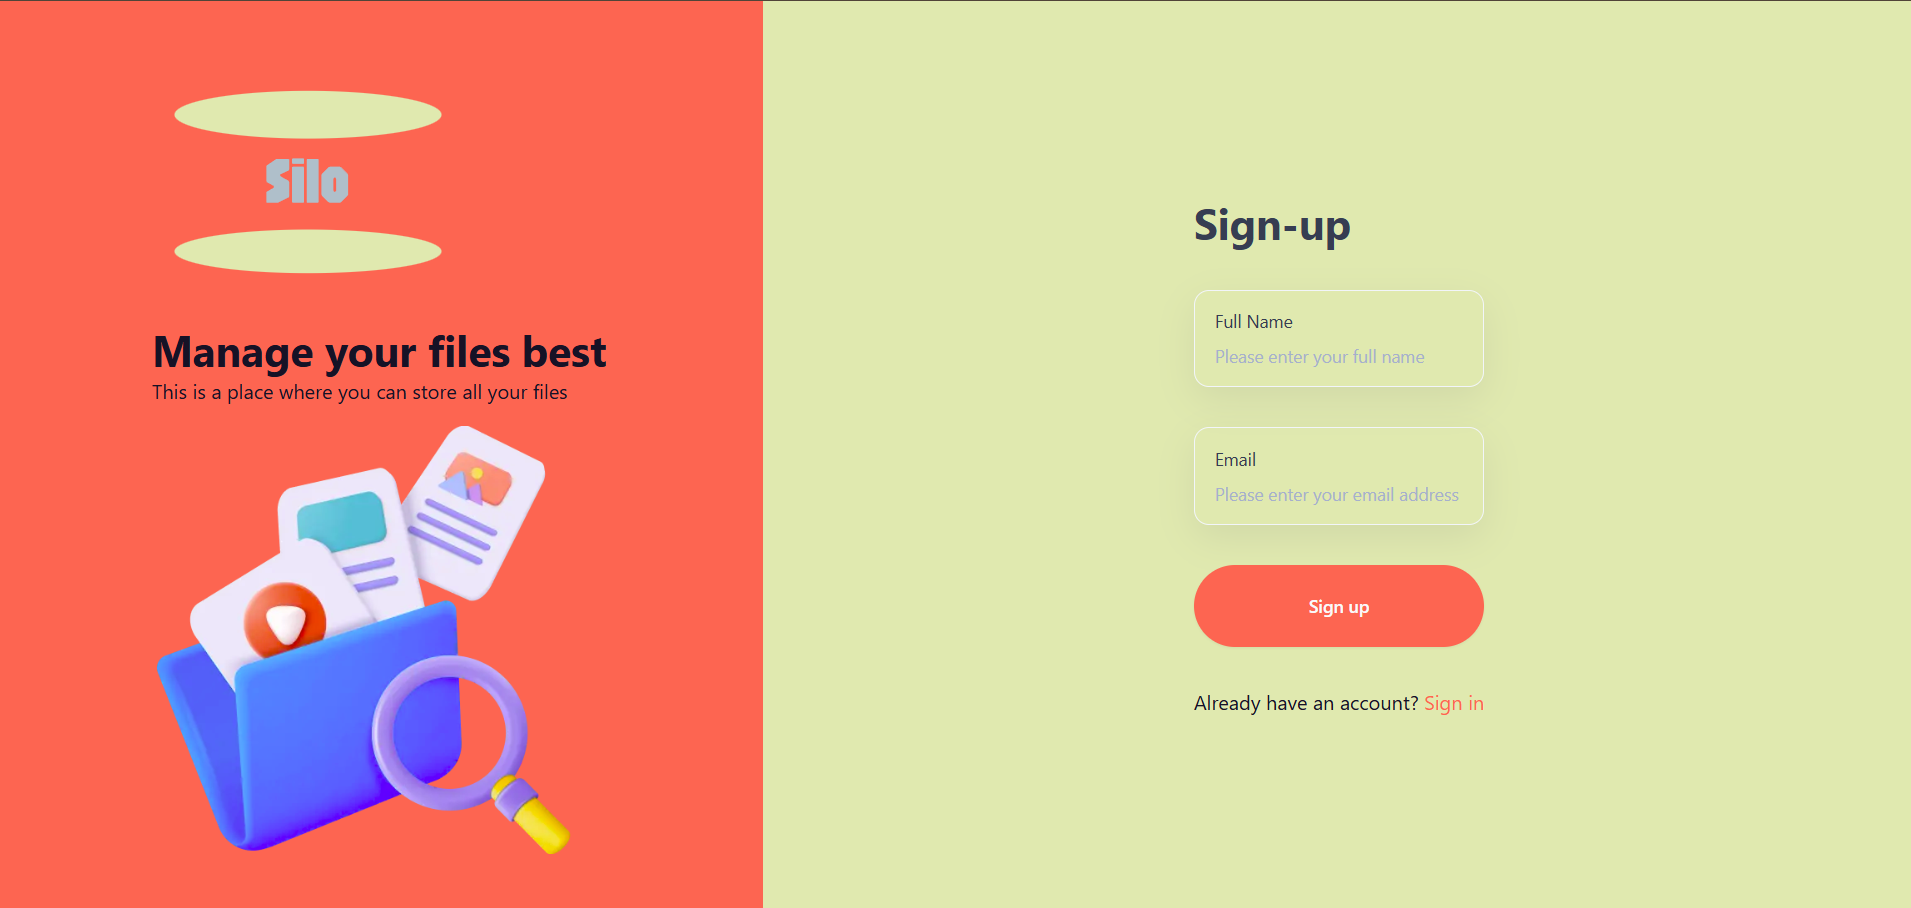 Silo
Manage your files best
This is a place where you can store all your files
Sign-up
Full Name
Please enter your full name
Email
Please enter your email address
Sign up
Already have an account? Sign in